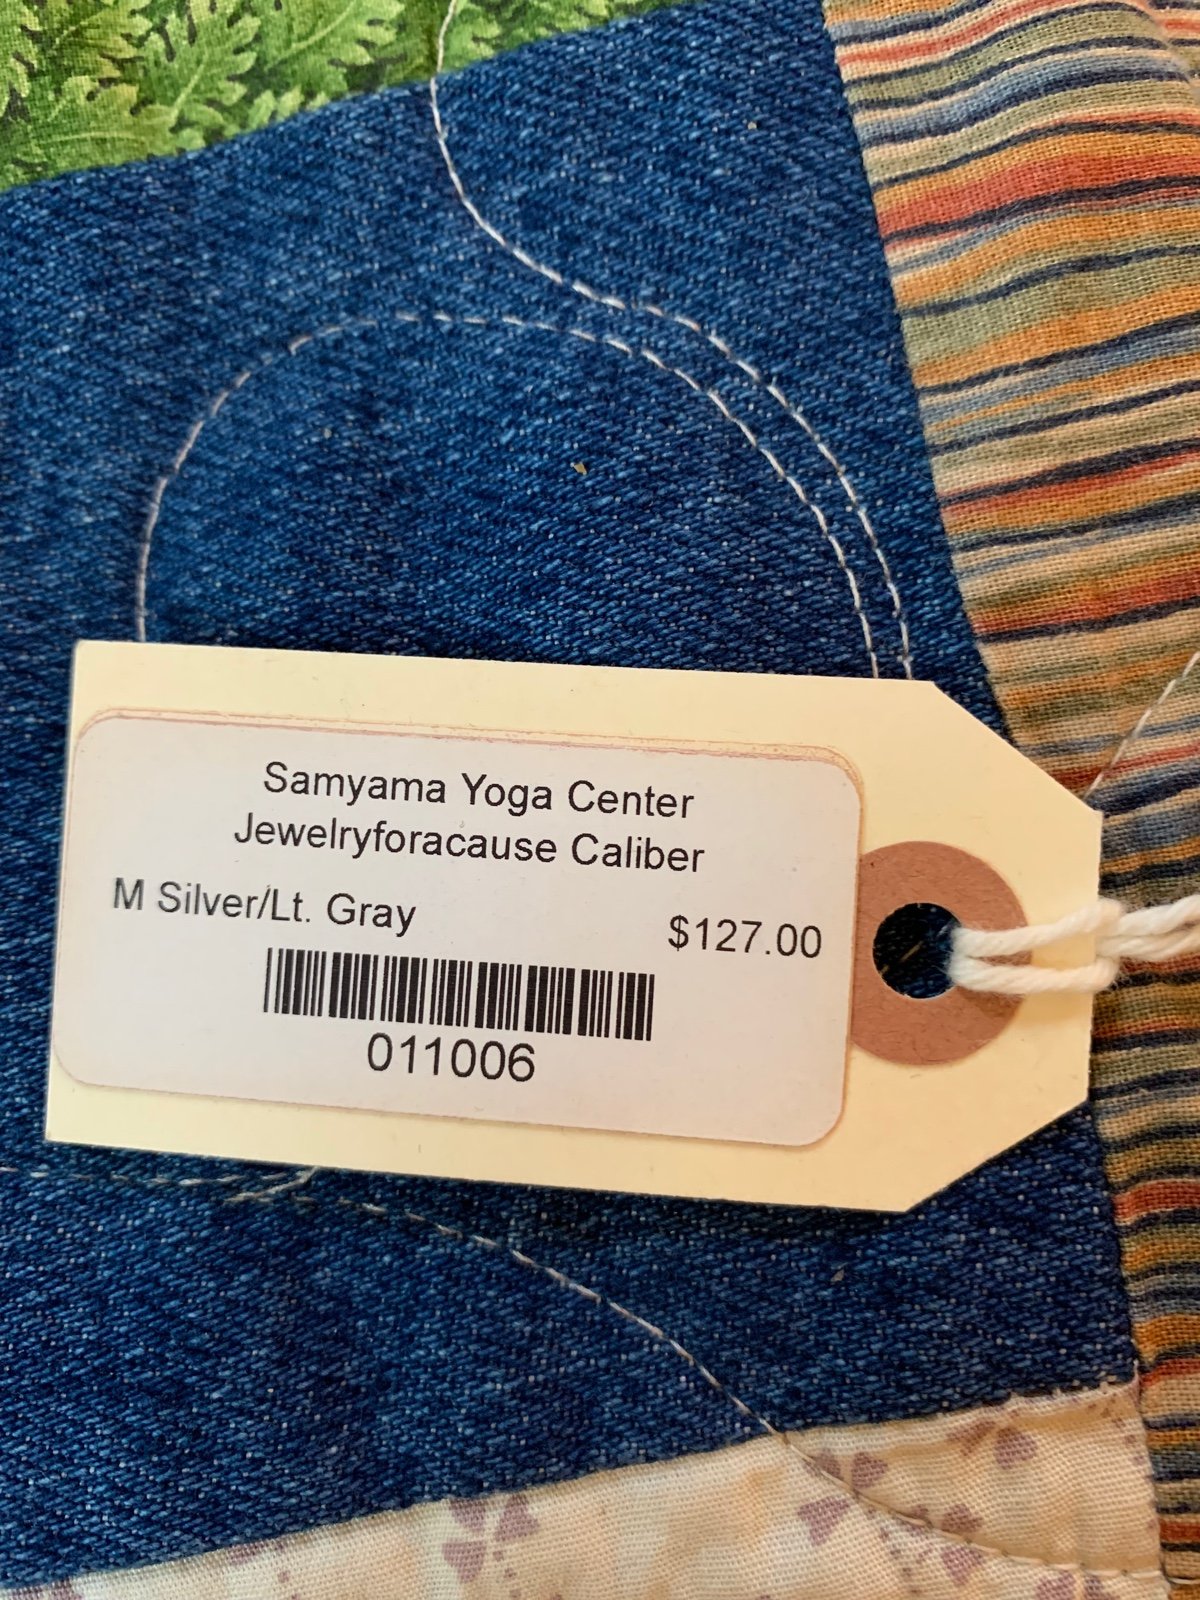 Samyama Yoga Center
Jewelryforacause Caliber
M Silver/Lt. Gray $127.00
011006